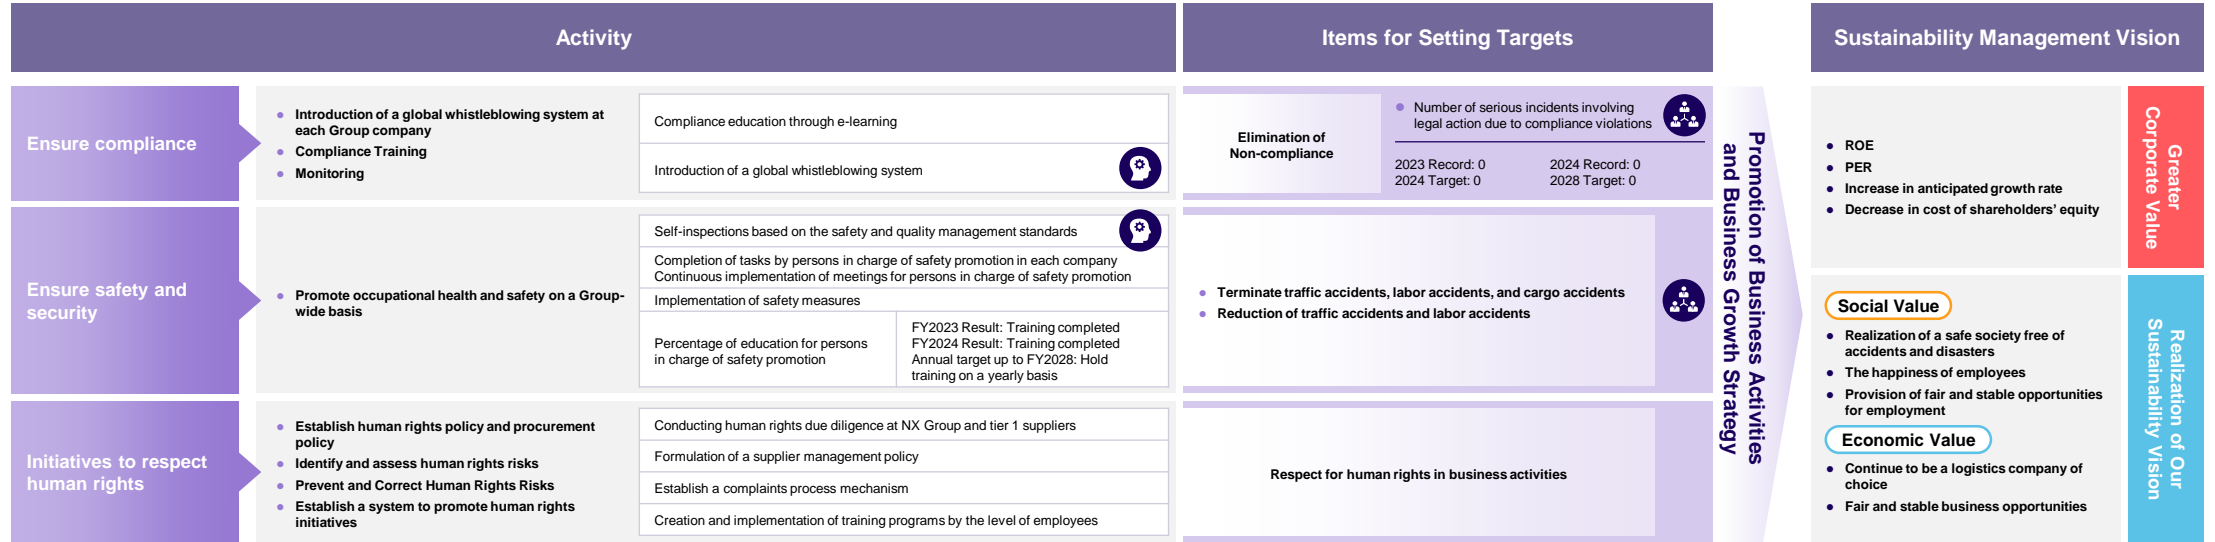 Activity
Items for Setting Targets
Sustainability Management Vision
Ensure compliance
● Introduction of a global whistleblowing system at
each Group company
● Compliance Training
● Monitoring
Compliance education through e-learning
Introduction of a global whistleblowing system
Elimination of
Non-compliance
● Number of serious incidents involving
legal action due to compliance violations
2023 Record: 0
2024 Record: 0
2024 Target: 0
2028 Target: 0
Ensure safety and
security
● Promote occupational health and safety on a Group-
wide basis
Self-inspections based on the safety and quality management standards
Completion of tasks by persons in charge of safety promotion in each company
Continuous implementation of meetings for persons in charge of safety promotion
Implementation of safety measures
Percentage of education for persons
in charge of safety promotion
FY2023 Result: Training completed
FY2024 Result: Training completed
Annual target up to FY2028: Hold
training on a yearly basis
● Terminate traffic accidents, labor accidents, and cargo accidents
● Reduction of traffic accidents and labor accidents
Initiatives to respect
human rights
● Establish human rights policy and procurement
policy
● Identify and assess human rights risks
● Prevent and Correct Human Rights Risks
● Establish a system to promote human rights
initiatives
Conducting human rights due diligence at NX Group and tier 1 suppliers
Formulation of a supplier management policy
Establish a complaints process mechanism
Creation and implementation of training programs by the level of employees
Respect for human rights in business activities
Promotion of Business Activities
and Business Growth Strategy
● ROE
● PER
● Increase in anticipated growth rate
● Decrease in cost of shareholders' equity
Greater
Corporate Value
Social Value
● Realization of a safe society free of
accidents and disasters
● The happiness of employees
● Provision of fair and stable opportunities
for employment
Economic Value
● Continue to be a logistics company of
choice
● Fair and stable business opportunities
Realization of Our
Sustainability Vision